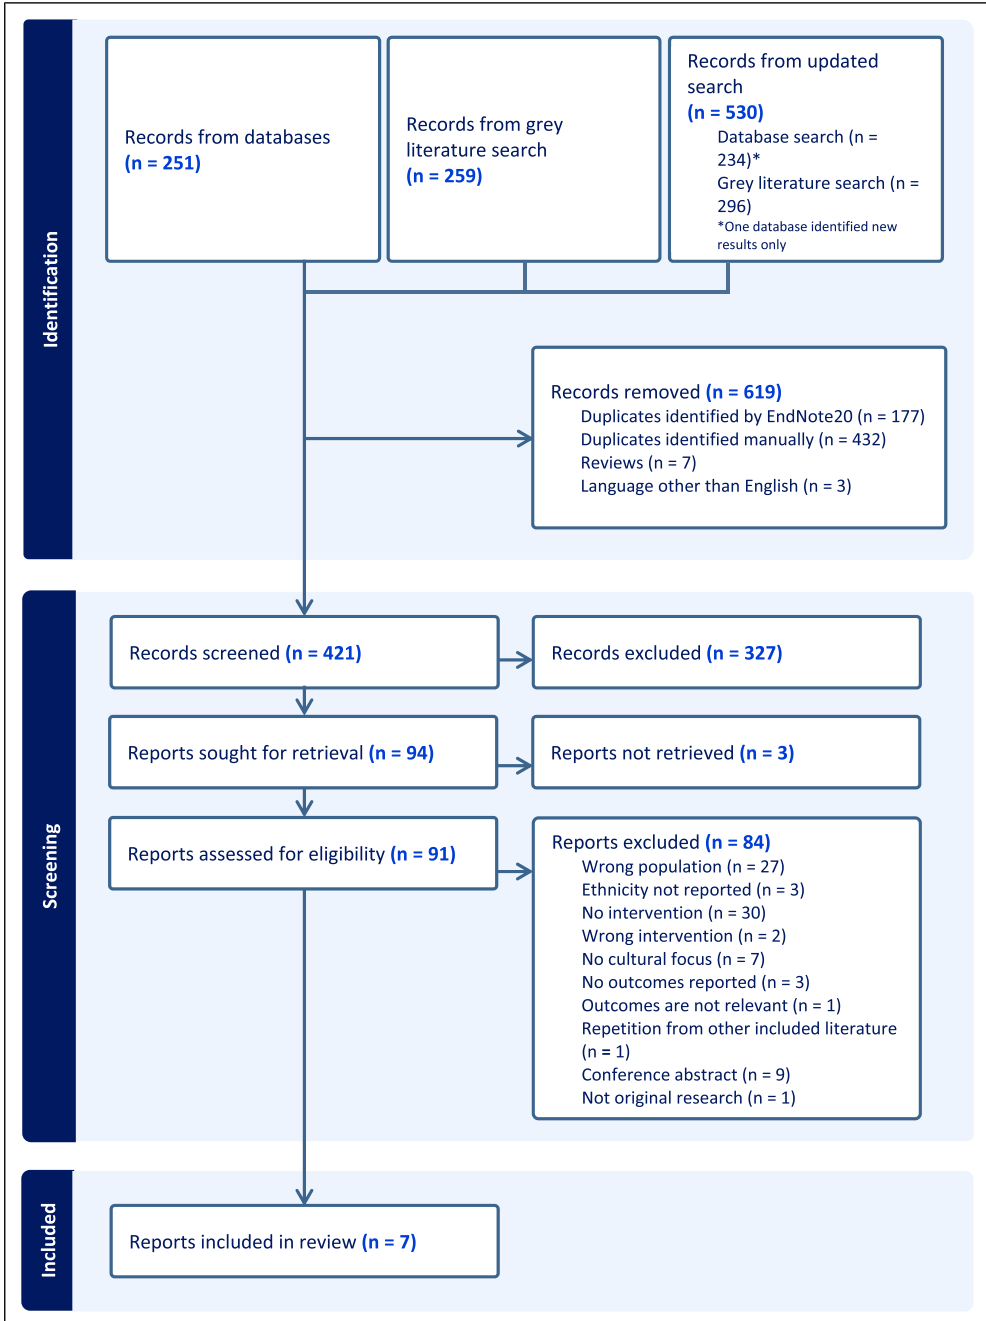 Identification
Records from databases
(n = 251)
Records from grey
literature search
(n = 259)
Records from updated
search
(n = 530)
Database search (n =
234)*
Grey literature search (n =
296)
*One database identified new
results only
Records removed (n = 619)
Duplicates identified by EndNote20 (n = 177)
Duplicates identified manually (n = 432)
Reviews (n = 7)
Language other than English (n = 3)
Screening
Records screened (n = 421)
Records excluded (n = 327)
Reports sought for retrieval (n = 94)
Reports not retrieved (n = 3)
Reports assessed for eligibility (n = 91)
Reports excluded (n = 84)
Wrong population (n = 27)
Ethnicity not reported (n = 3)
No intervention (n = 30)
Wrong intervention (n = 2)
No cultural focus (n = 7)
No outcomes reported (n = 3)
Outcomes are not relevant (n = 1)
Repetition from other included literature
(n = 1)
Conference abstract (n = 9)
Not original research (n = 1)
Included
Reports included in review (n = 7)